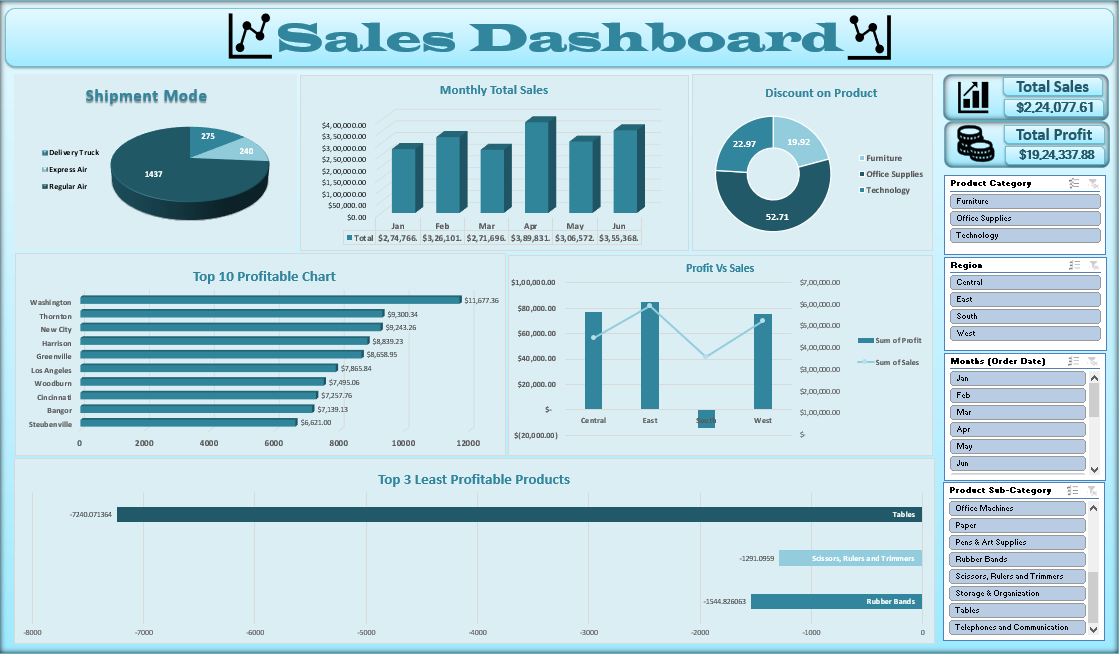 Sales Dashboard
Shipment Mode
Delivery Truck
Express Air
Regular Air
275
240
1437
Monthly Total Sales
$4,00,000.00
$3,50,000.00
$3,00,000.00
$2,50,000.00
$2,00,000.00
$1,50,000.00
$1,00,000.00
$50,000.00
$0.00
Jan Feb Mar Apr May Jun
Total $2,74,766. $3,26,101. $2,71,696. $3,89,831. $3,06,572. $3,55,368.
Discount on Product
22.97
19.92
52.71
Furniture
Office Supplies
Technology
Total Sales
$2,24,077.61
Total Profit
$19,24,337.88
Product Category
Furniture
Office Supplies
Technology
Region
Central
East
South
West
Months (Order Date)
Jan
Feb
Mar
Apr
May
Jun
Product Sub-Category
Office Machines
Paper
Pens & Art Supplies
Rubber Bands
Scissors, Rulers and Trimmers
Storage & Organization
Tables
Telephones and Communication
Top 10 Profitable Chart
Washington $11,677.36
Thornton $9,300.34
New City $9,243.26
Harrison $8,839.23
Greenville $8,658.95
Los Angeles $7,865.84
Woodburn $7,495.06
Cincinnati $7,257.76
Bangor $7,139.13
Steubenville $6,621.00
0 2000 4000 6000 8000 10000 12000
Profit Vs Sales
$1,00,000.00
$80,000.00
$60,000.00
$40,000.00
$20,000.00
$-
$(20,000.00)
Central East South West
$7,00,000.00
$6,00,000.00
$5,00,000.00
$4,00,000.00
$3,00,000.00
$2,00,000.00
$1,00,000.00
$-
Sum of Profit
Sum of Sales
Top 3 Least Profitable Products
-7240.071364 Tables
-1291.0959 Scissors, Rulers and Trimmers
-1544.826063 Rubber Bands
-8000 -7000 -6000 -5000 -4000 -3000 -2000 -1000 0